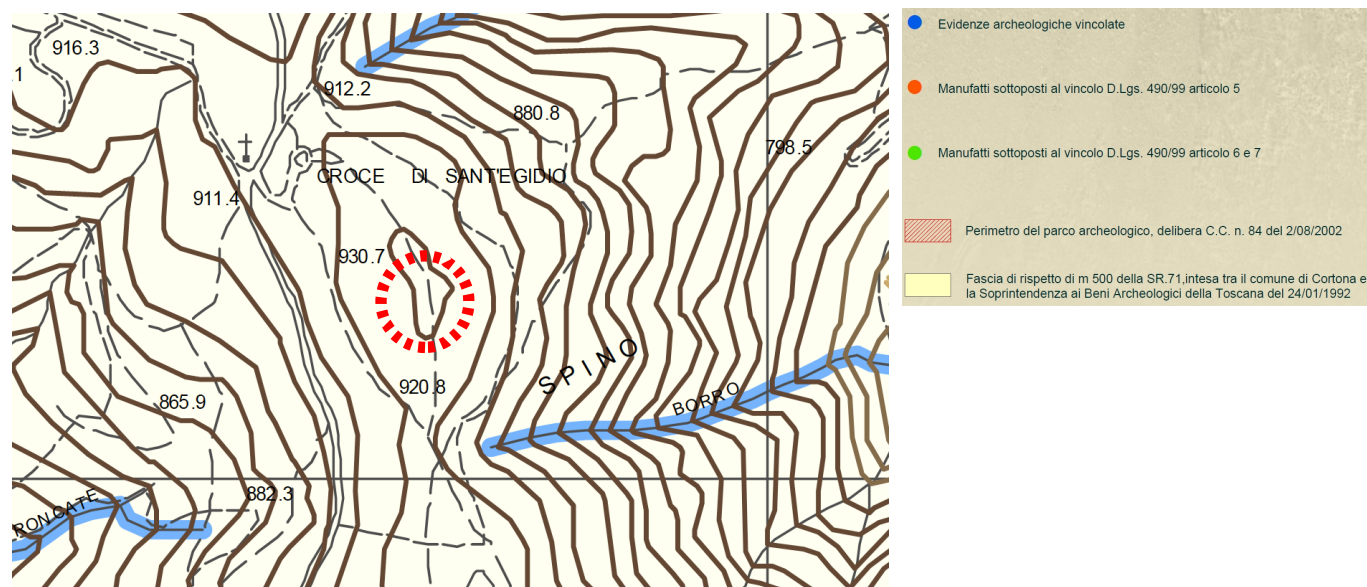 916.3
.1
912.2
880.8
798.5
CROCE DI SANT'EGIDIO
911.4
930.7
SPINO
920.8
BORRO
865.9
882.3
RONCATE
Evidenze archeologiche vincolate
Manufatti sottoposti al vincolo D.Lgs. 490/99 articolo 5
Manufatti sottoposti al vincolo D.Lgs. 490/99 articolo 6 e 7
Perimetro del parco archeologico, delibera C.C. n. 84 del 2/08/2002
Fascia di rispetto di m 500 della SR.71,intesa tra il comune di Cortona e
la Soprintendenza ai Beni Archeologici della Toscana del 24/01/1992